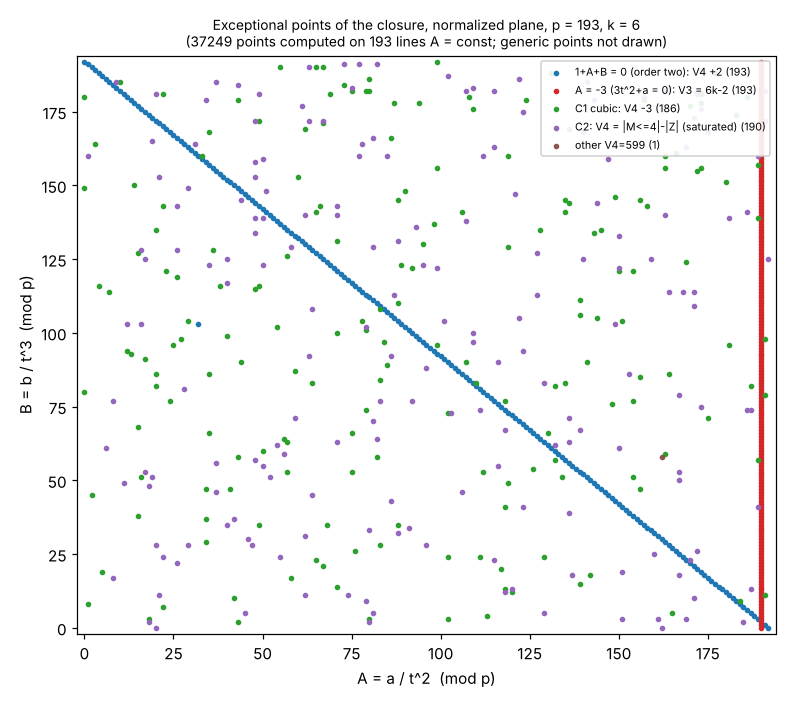 Exceptional points of the closure, normalized plane, p = 193, k = 6
(37249 points computed on 193 lines A = const; generic points not drawn)
1+A+B = 0 (order two): V4 +2 (193)
A = -3 (3t^2+a = 0): V3 = 6k-2 (193)
C1 cubic: V4 -3 (186)
C2: V4 = |M<=4|-|Z| (saturated) (190)
other V4=599 (1)
B = b / t^3 (mod p)
175
150
125
100
75
50
25
0
0 25 50 75 100 125 150 175
A = a / t^2 (mod p)